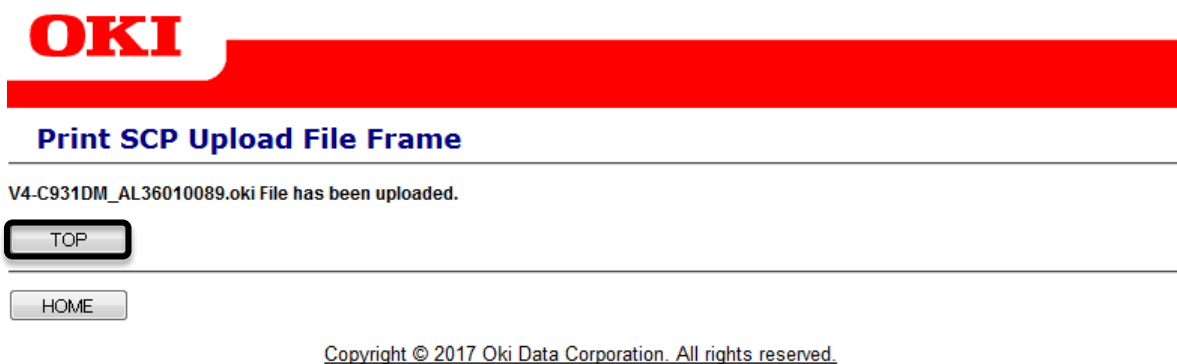 OKI
Print SCP Upload File Frame
V4-C931DM_AL36010089.oki File has been uploaded.
TOP
HOME
Copyright © 2017 Oki Data Corporation. All rights reserved.